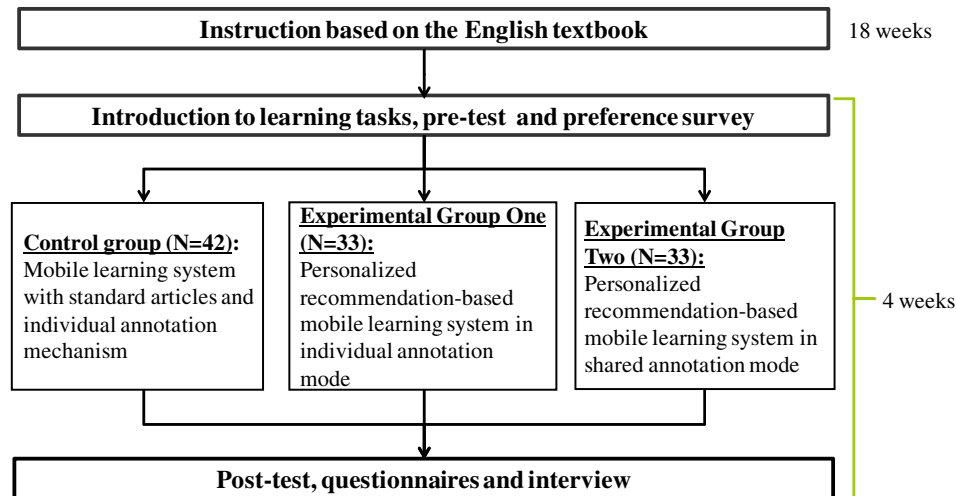 Instruction based on the English textbook
18 weeks
Introduction to learning tasks, pre-test and preference survey
Control group (N=42):
Mobile learning system
with standard articles and
individual annotation
mechanism
Experimental Group One
(N=33):
Personalized
recommendation-based
mobile learning system in
individual annotation
mode
Experimental Group
Two (N=33):
Personalized
recommendation-based
mobile learning system in
shared annotation mode
4 weeks
Post-test, questionnaires and interview